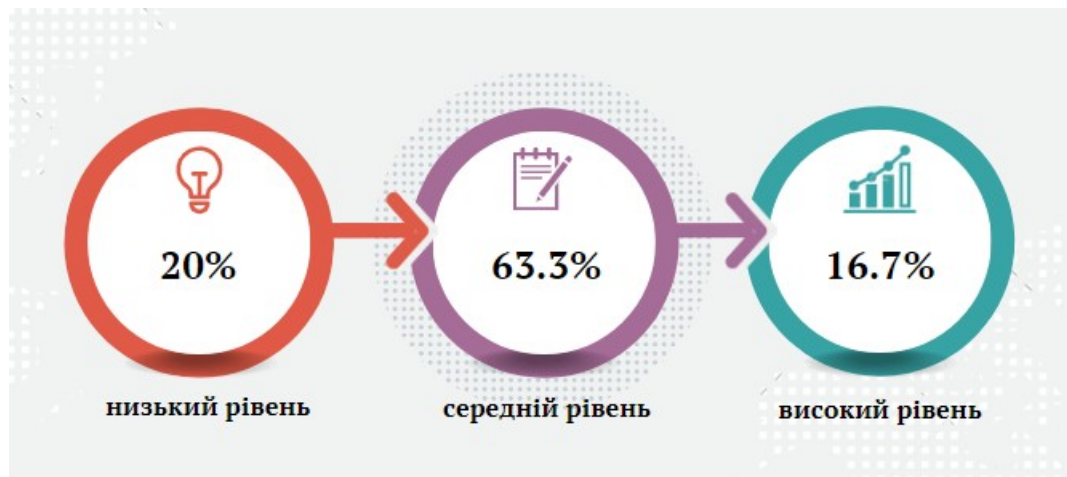 20%
63.3%
16.7%
низький рівень
середній рівень
високий рівень